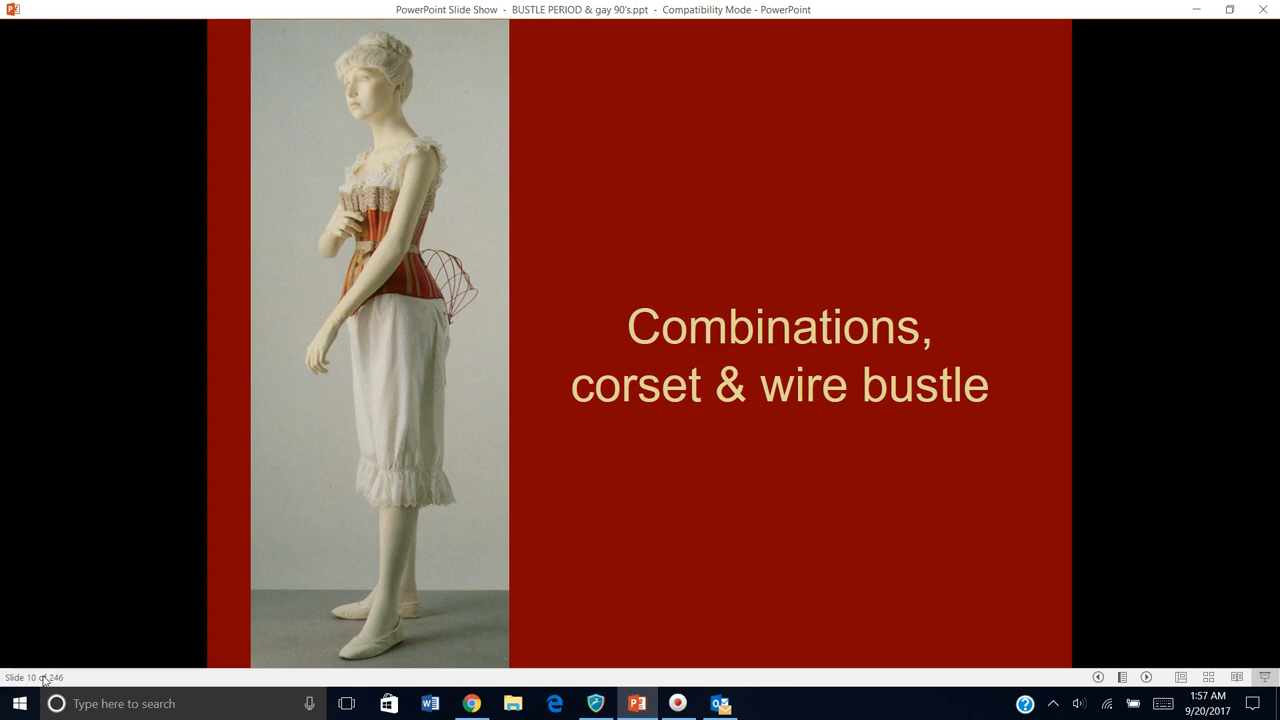 PowerPoint Slide Show - BUSTLE PERIOD & gay 90's.ppt - Compatibility Mode - PowerPoint
Combinations,
corset & wire bustle
Slide 10 of 246
Type here to search
1:57 AM
9/20/2017